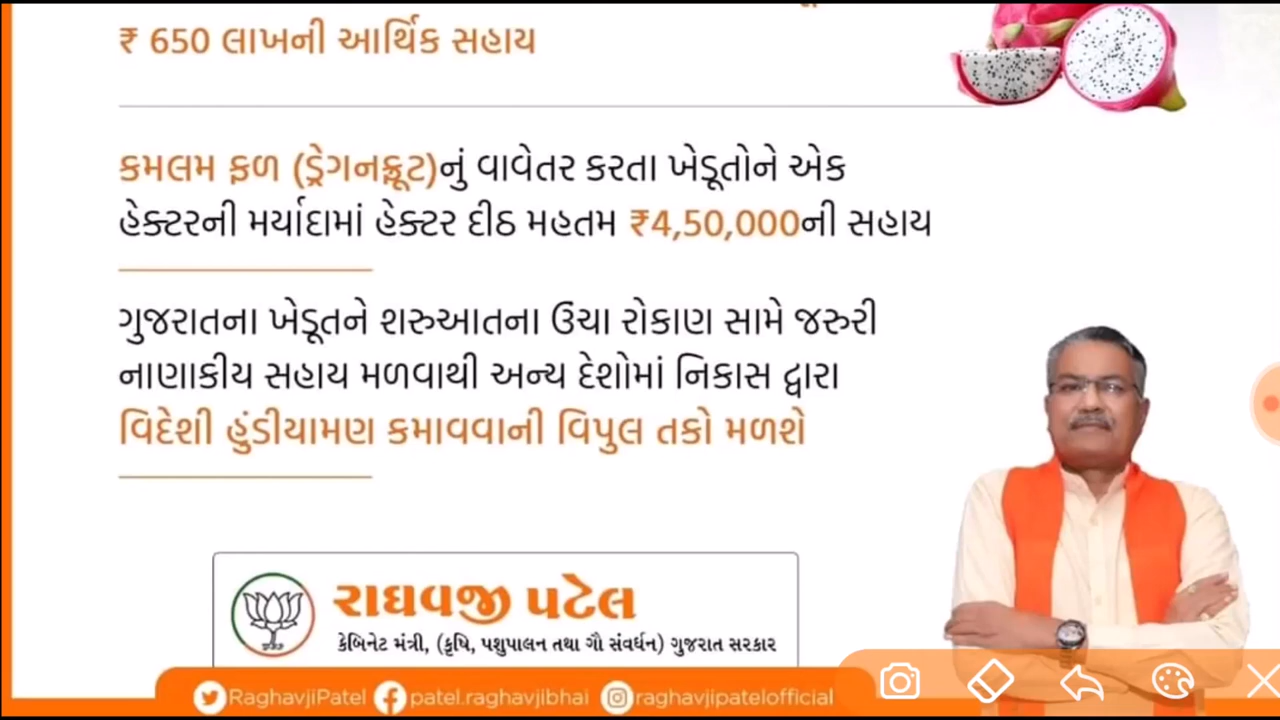 ₹ 650 લાખની આર્થિક સહાય
કમલમ ફળ (ડ્રેગનફ્રૂટ)નું વાવેતર કરતા ખેડૂતોને એક
હેક્ટરની મર્યાદામાં હેક્ટર દીઠ મહતમ ₹4,50,000ની સહાય
ગુજરાતના ખેડૂતને શરુઆતના ઉચા રોકાણ સામે જરુરી
નાણાકીય સહાય મળવાથી અન્ય દેશોમાં નિકાસ દ્વારા
વિદેશી હુંડીયામણ કમાવવાની વિપુલ તકો મળશે
રાઘવજી પટેલ
કેબિનેટ મંત્રી, (કૃષિ, પશુપાલન તથા ગૌ સંવર્ધન) ગુજરાત સરકાર
RaghavjiPatel patel.raghavjibhai raghavjipatelofficial